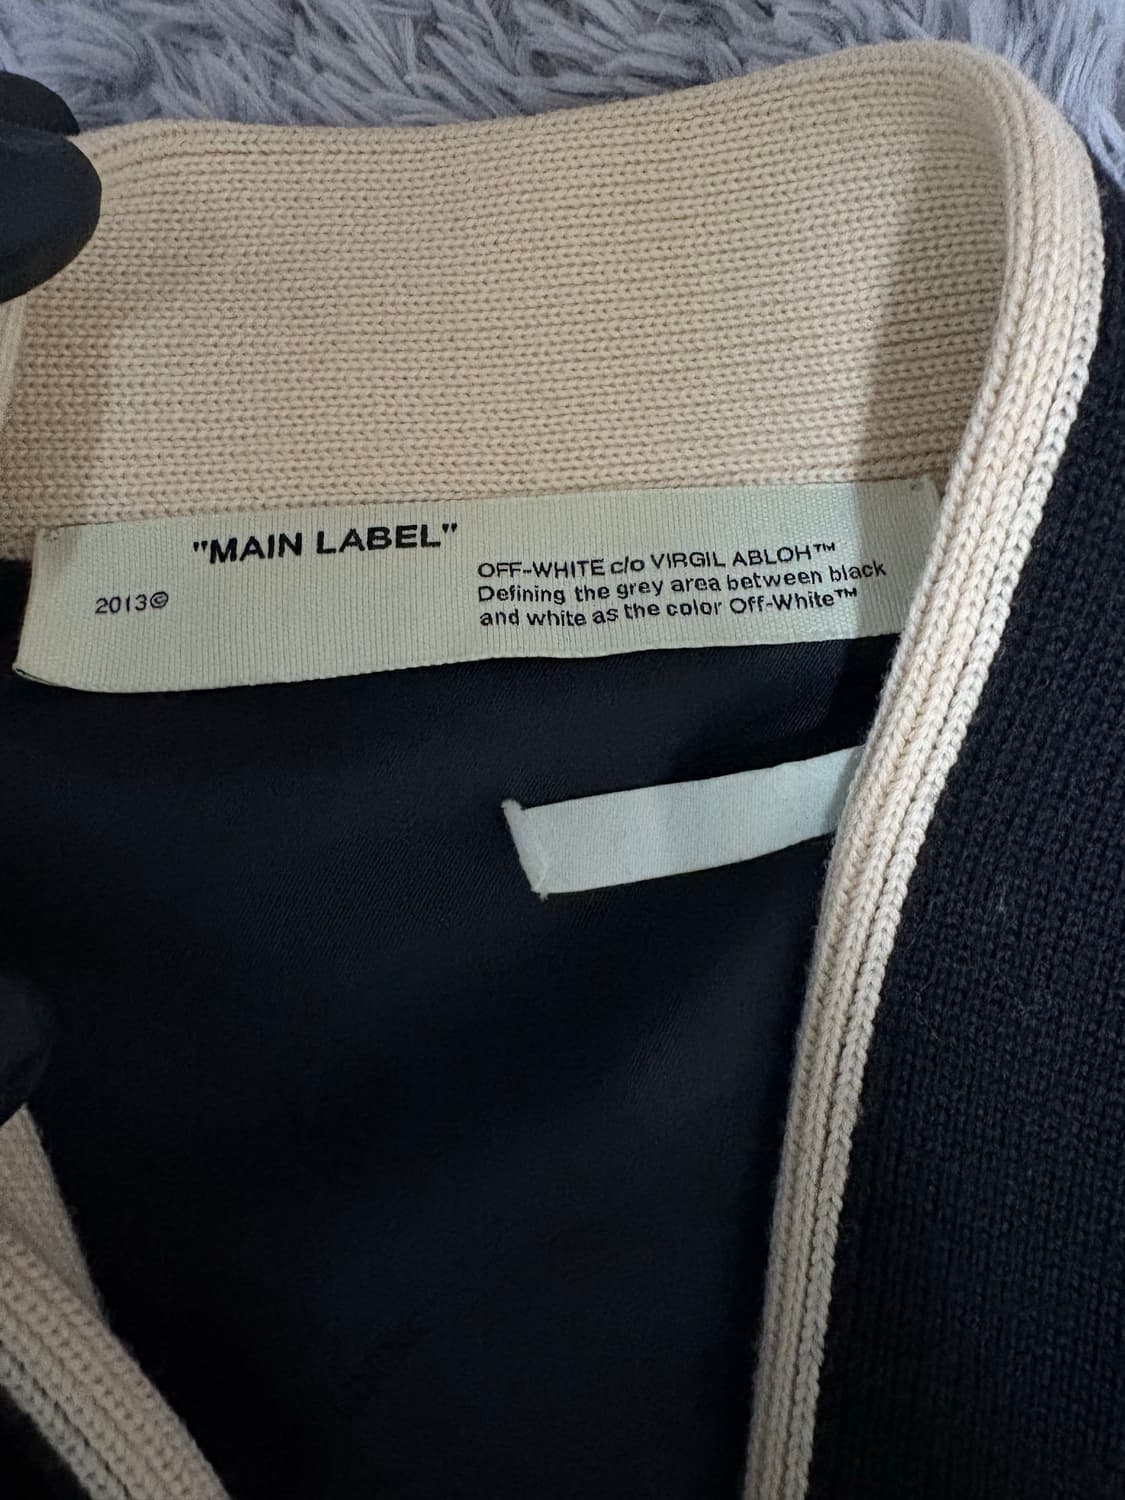 "MAIN LABEL"
2013©
OFF-WHITE c/o VIRGIL ABLOH™
Defining the grey area between black
and white as the color Off-White™